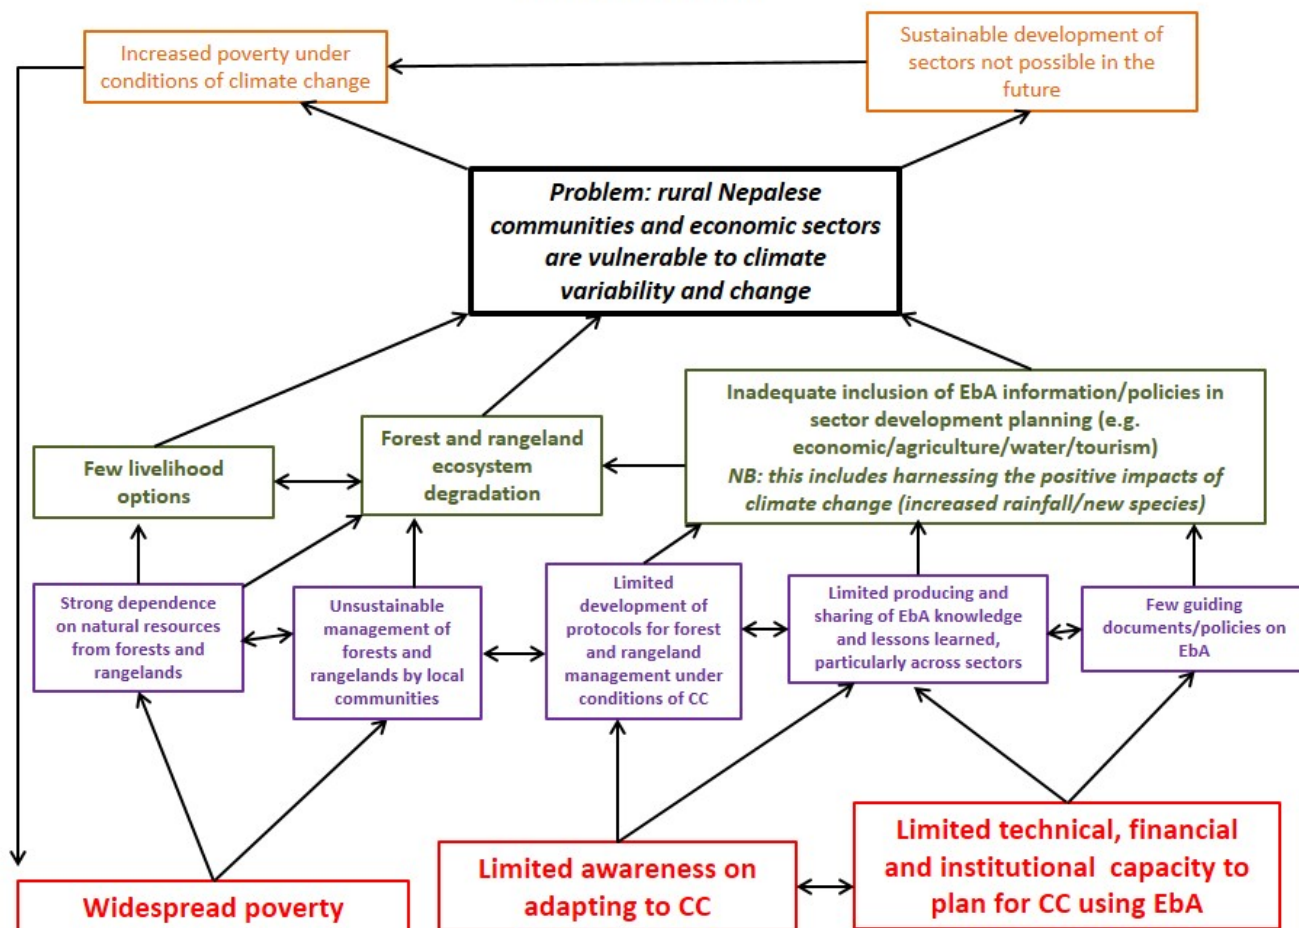 Increased poverty under
conditions of climate change
Sustainable development of
sectors not possible in the
future
Problem: rural Nepalese
communities and economic sectors
are vulnerable to climate
variability and change
Few livelihood
options
Forest and rangeland
ecosystem
degradation
Inadequate inclusion of EbA information/policies in
sector development planning (e.g.
economic/agriculture/water/tourism)
NB: this includes harnessing the positive impacts of
climate change (increased rainfall/new species)
Strong dependence
on natural resources
from forests and
rangelands
Unsustainable
management of
forests and
rangelands by local
communities
Limited
development of
protocols for forest
and rangeland
management under
conditions of CC
Limited producing and
sharing of EbA knowledge
and lessons learned,
particularly across sectors
Few guiding
documents/policies on
EbA
Widespread poverty
Limited awareness on
adapting to CC
Limited technical, financial
and institutional capacity to
plan for CC using EbA